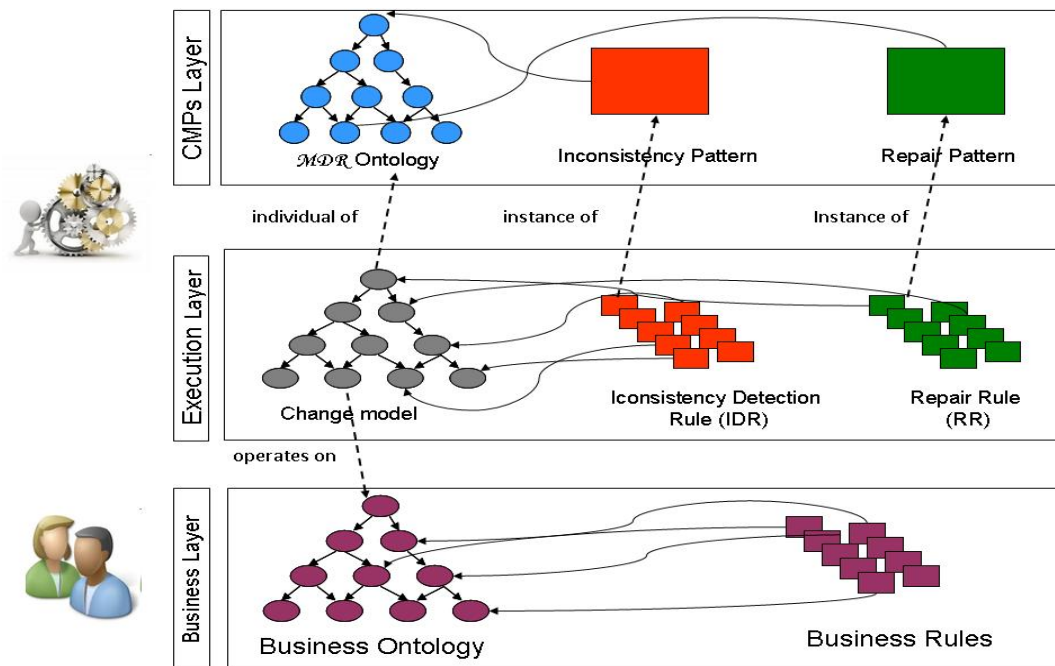 CMPs Layer
MDR Ontology
Inconsistency Pattern
Repair Pattern
individual of
instance of
Instance of
Execution Layer
Change model
Iconsistency Detection
Rule (IDR)
Repair Rule
(RR)
operates on
Business Layer
Business Ontology
Business Rules